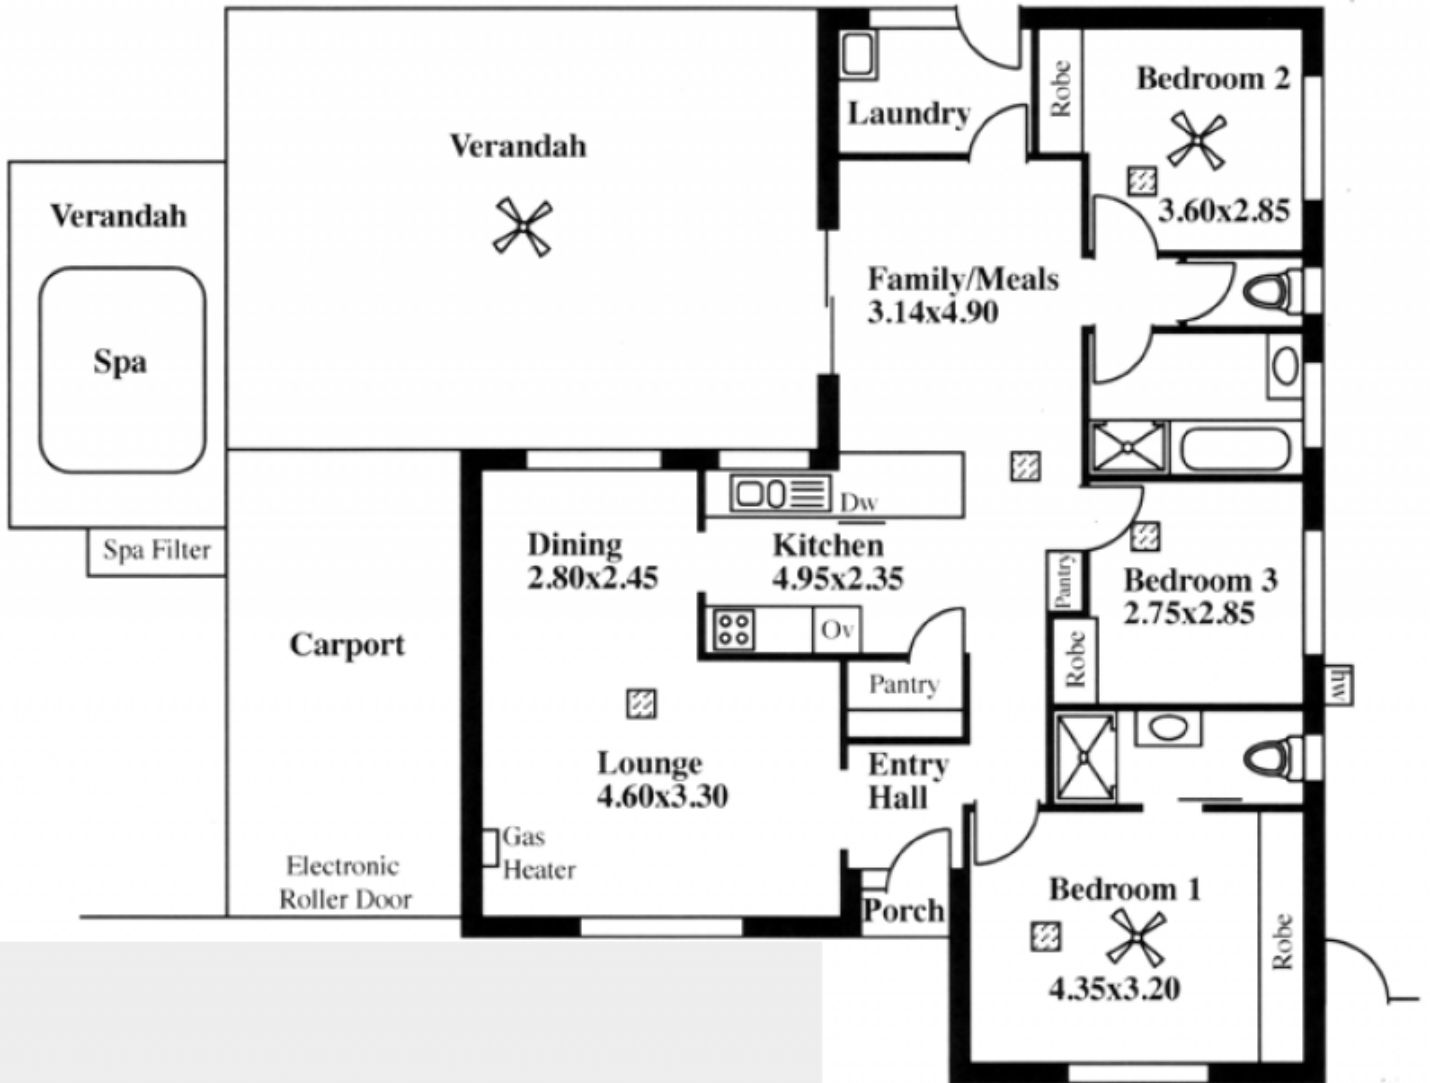 Bedroom 2
Robe
3.60x2.85
Laundry
Verandah
Verandah
Spa
Family/Meals
3.14x4.90
Spa Filter
Dw
Dining
2.80x2.45
Kitchen
4.95x2.35
Pantry
Bedroom 3
2.75x2.85
Carport
Ov
Robe
Pantry
hw
Lounge
4.60x3.30
Entry
Hall
Gas
Heater
Electronic
Roller Door
Porch
Bedroom 1
4.35x3.20
Robe